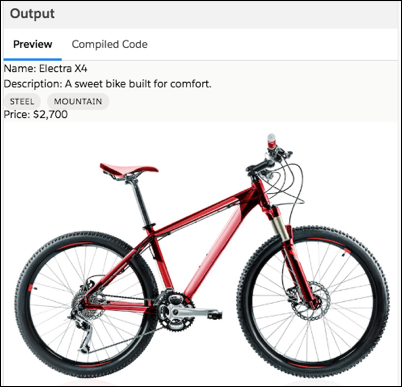 Output
Preview Compiled Code
Name: Electra X4
Description: A sweet bike built for comfort.
STEEL MOUNTAIN
Price: $2,700